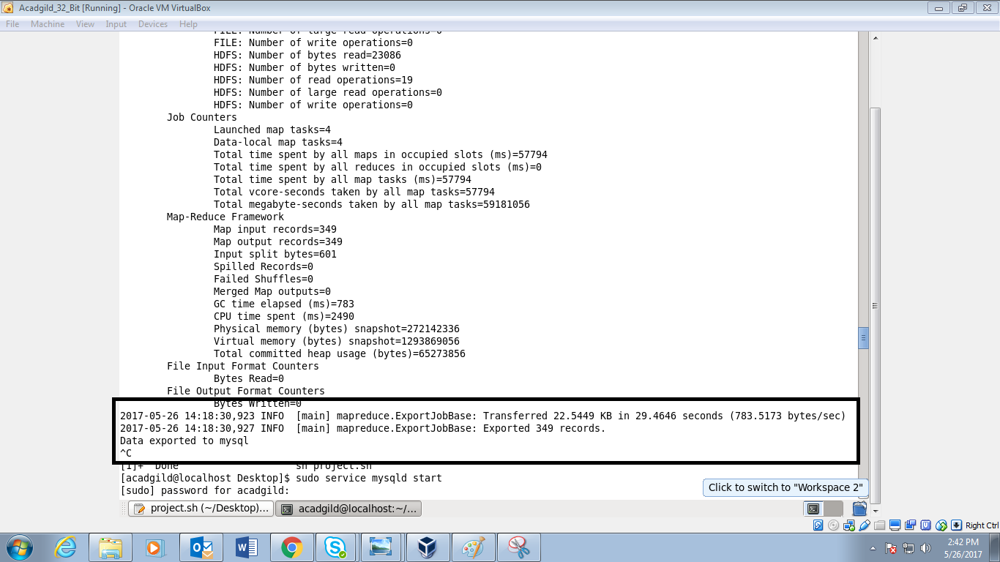 Acadgild_32_Bit [Running] - Oracle VM VirtualBox
File Machine View Input Devices Help
FILE: Number of large read operations=0
FILE: Number of write operations=0
HDFS: Number of bytes read=23086
HDFS: Number of bytes written=0
HDFS: Number of read operations=19
HDFS: Number of large read operations=0
HDFS: Number of write operations=0
Job Counters
Launched map tasks=4
Data-local map tasks=4
Total time spent by all maps in occupied slots (ms)=57794
Total time spent by all reduces in occupied slots (ms)=0
Total time spent by all map tasks (ms)=57794
Total vcore-seconds taken by all map tasks=57794
Total megabyte-seconds taken by all map tasks=59181056
Map-Reduce Framework
Map input records=349
Map output records=349
Input split bytes=601
Spilled Records=0
Failed Shuffles=0
Merged Map outputs=0
GC time elapsed (ms)=783
CPU time spent (ms)=2490
Physical memory (bytes) snapshot=272142336
Virtual memory (bytes) snapshot=1293869056
Total committed heap usage (bytes)=65273856
File Input Format Counters
Bytes Read=0
File Output Format Counters
Bytes Written=0
2017-05-26 14:18:30,923 INFO  [main] mapreduce.ExportJobBase: Transferred 22.5449 KB in 29.4646 seconds (783.5173 bytes/sec)
2017-05-26 14:18:30,927 INFO  [main] mapreduce.ExportJobBase: Exported 349 records.
Data exported to mysql
^C
[1]+  Done                    sh project.sh
[acadgild@localhost Desktop]$ sudo service mysqld start
[sudo] password for acadgild:
Click to switch to "Workspace 2"
project.sh (~/Desktop)...
acadgild@localhost:~/...
Right Ctrl
2:42 PM
5/26/2017